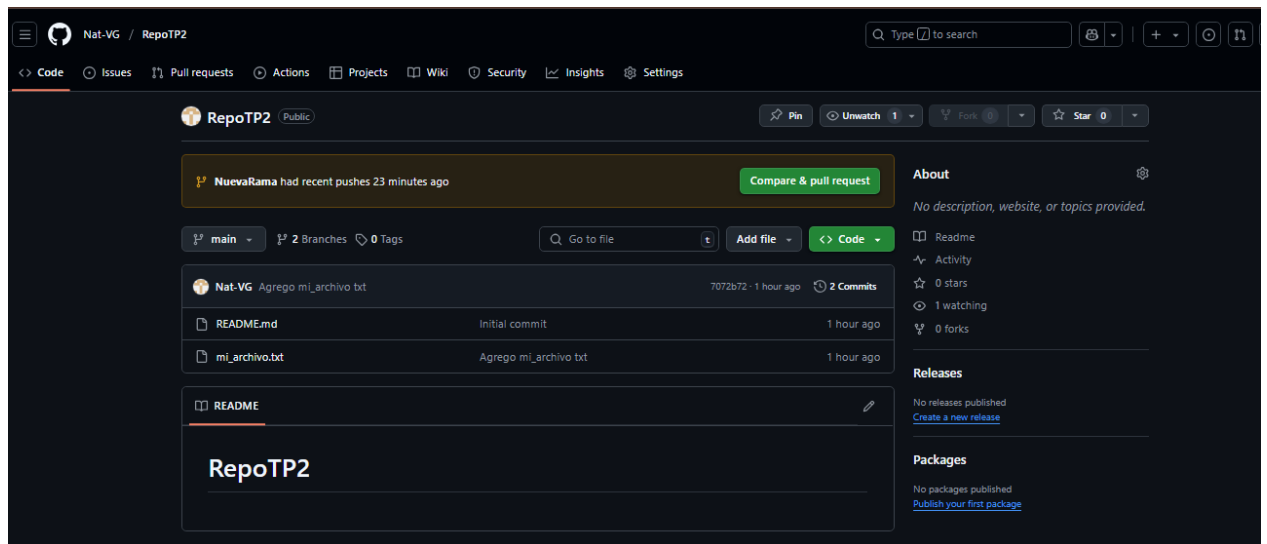 Nat-VG / RepoTP2
Type / to search
Code Issues Pull requests Actions Projects Wiki Security Insights Settings
RepoTP2 Public
Pin Unwatch 1 Fork 0 Star 0
NuevaRama had recent pushes 23 minutes ago Compare & pull request
main 2 Branches 0 Tags Go to file t Add file Code
Nat-VG Agrego mi_archivo txt 7072b72 · 1 hour ago 2 Commits
README.md Initial commit 1 hour ago
mi_archivo.txt Agrego mi_archivo txt 1 hour ago
README
RepoTP2
About
No description, website, or topics provided.
Readme
Activity
0 stars
1 watching
0 forks
Releases
No releases published
Create a new release
Packages
No packages published
Publish your first package